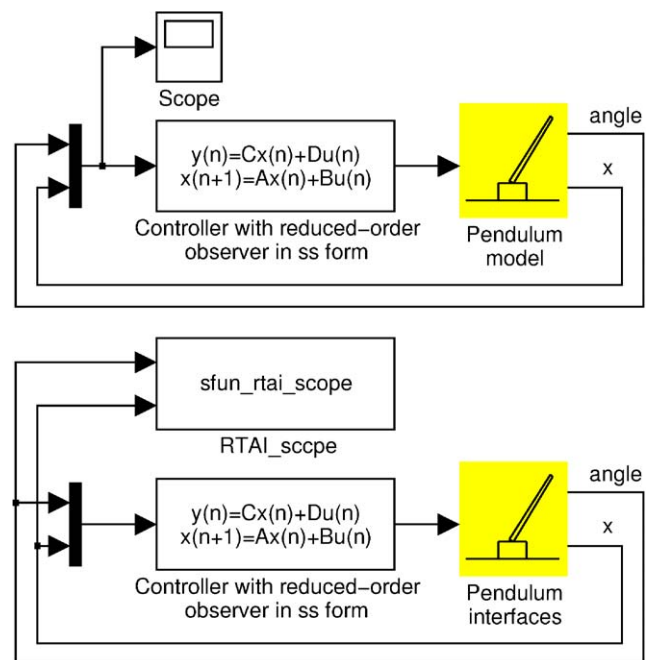 Scope
angle
y(n)=Cx(n)+Du(n)
x(n+1)=Ax(n)+Bu(n)
x
Controller with reduced-order
observer in ss form
Pendulum
model
sfun_rtai_scope
RTAI_sccpe
angle
y(n)=Cx(n)+Du(n)
x(n+1)=Ax(n)+Bu(n)
x
Controller with reduced-order
observer in ss form
Pendulum
interfaces